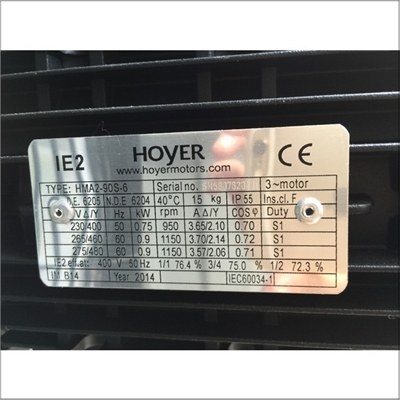 IE2 HOYER CE
www.hoyermotors.com
TYPE: HMA2-90S-6 Serial no. 3~motor
D.E. 6205 N.D.E 6204 40°C 15 kg IP 55 Ins.cl. F
V Δ/Y Hz kW rpm A Δ/Y COSφ Duty
230/400 50 0.75 950 3.65/2.10 0.70 S1
265/460 60 0.9 1150 3.70/2.14 0.72 S1
275/480 60 0.9 1150 3.57/2.06 0.71 S1
IE2 eff.at: 400 V 50 Hz 1/1 76.4 % 3/4 75.0 % 1/2 72.3 %
IM B14 Year 2014 IEC60034-1